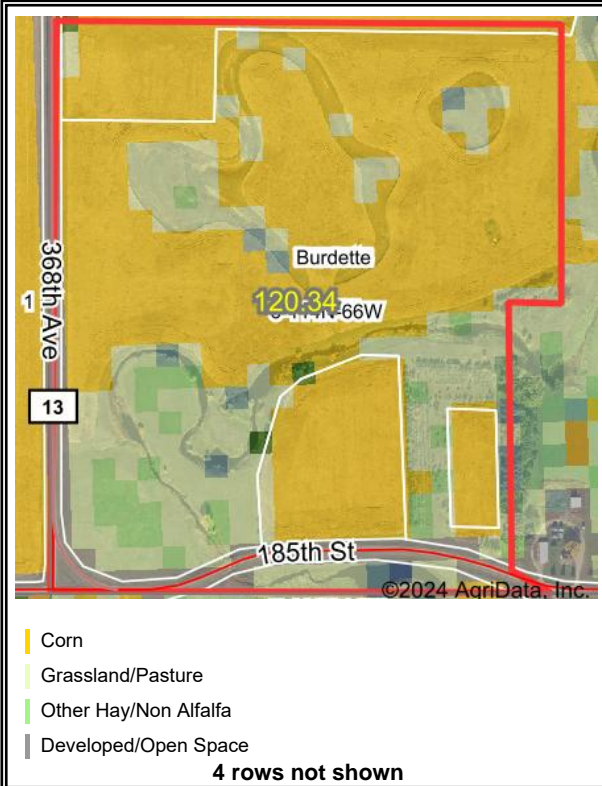 Burdette
120.34
-66W
1
368th Ave
13
185th St
©2024 AgriData, Inc.
Corn
Grassland/Pasture
Other Hay/Non Alfalfa
Developed/Open Space
4 rows not shown